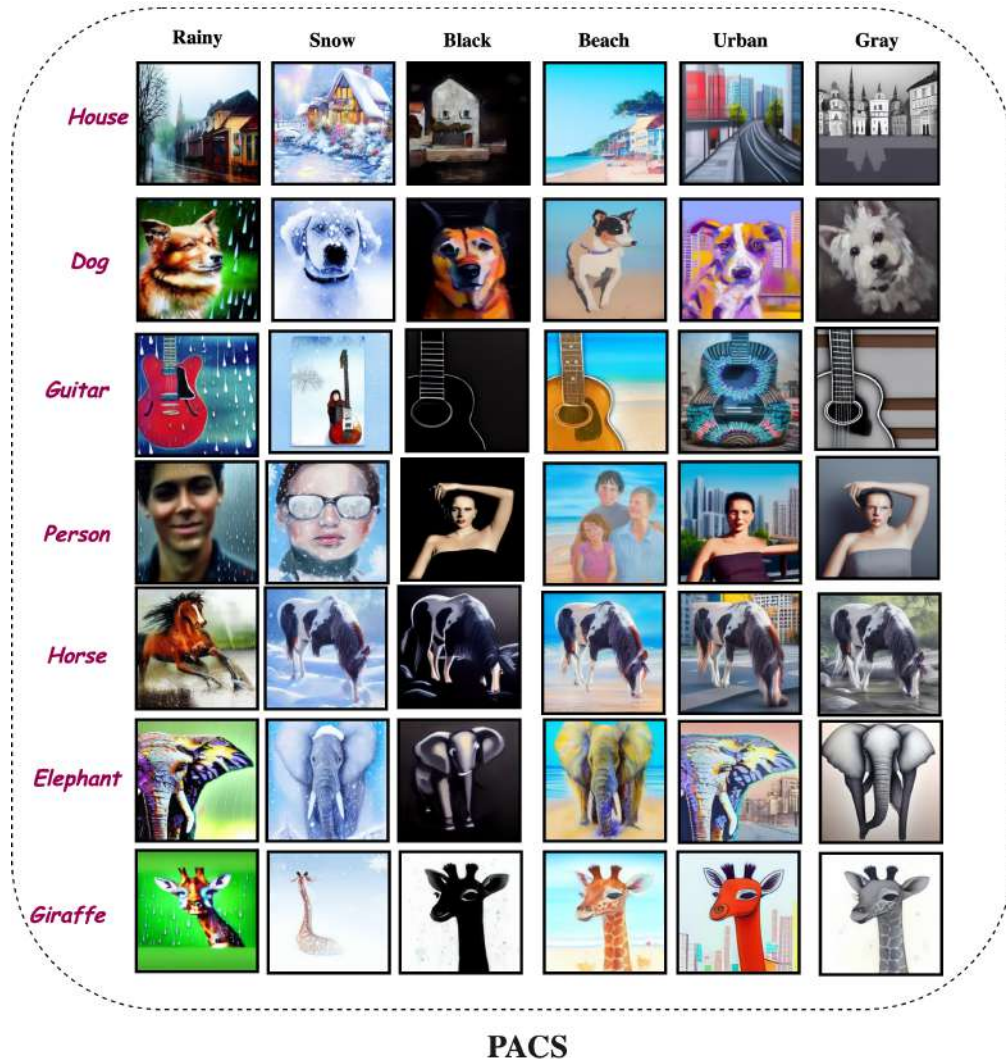 Rainy Snow Black Beach Urban Gray
House
Dog
Guitar
Person
Horse
Elephant
Giraffe
PACS